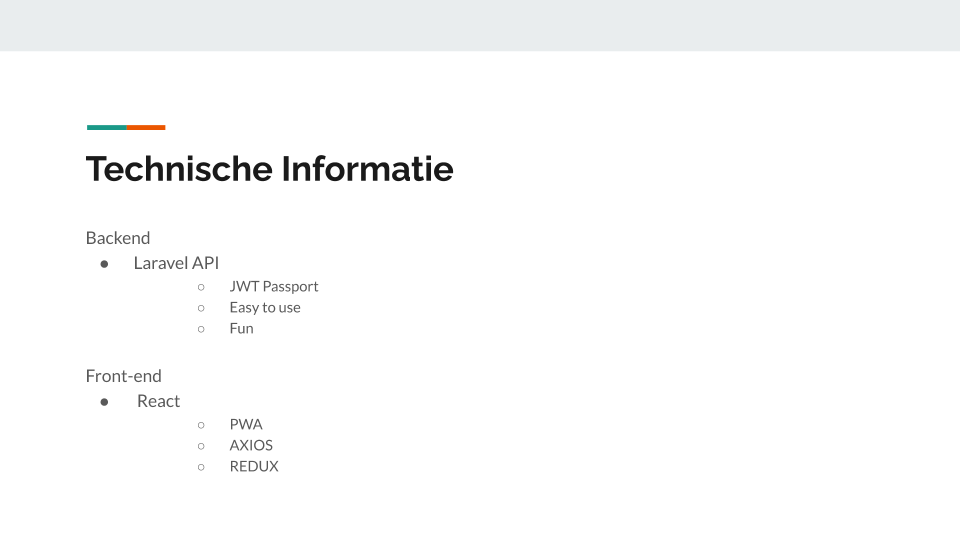 Technische Informatie
Backend
● Laravel API
○ JWT Passport
○ Easy to use
○ Fun
Front-end
● React
○ PWA
○ AXIOS
○ REDUX